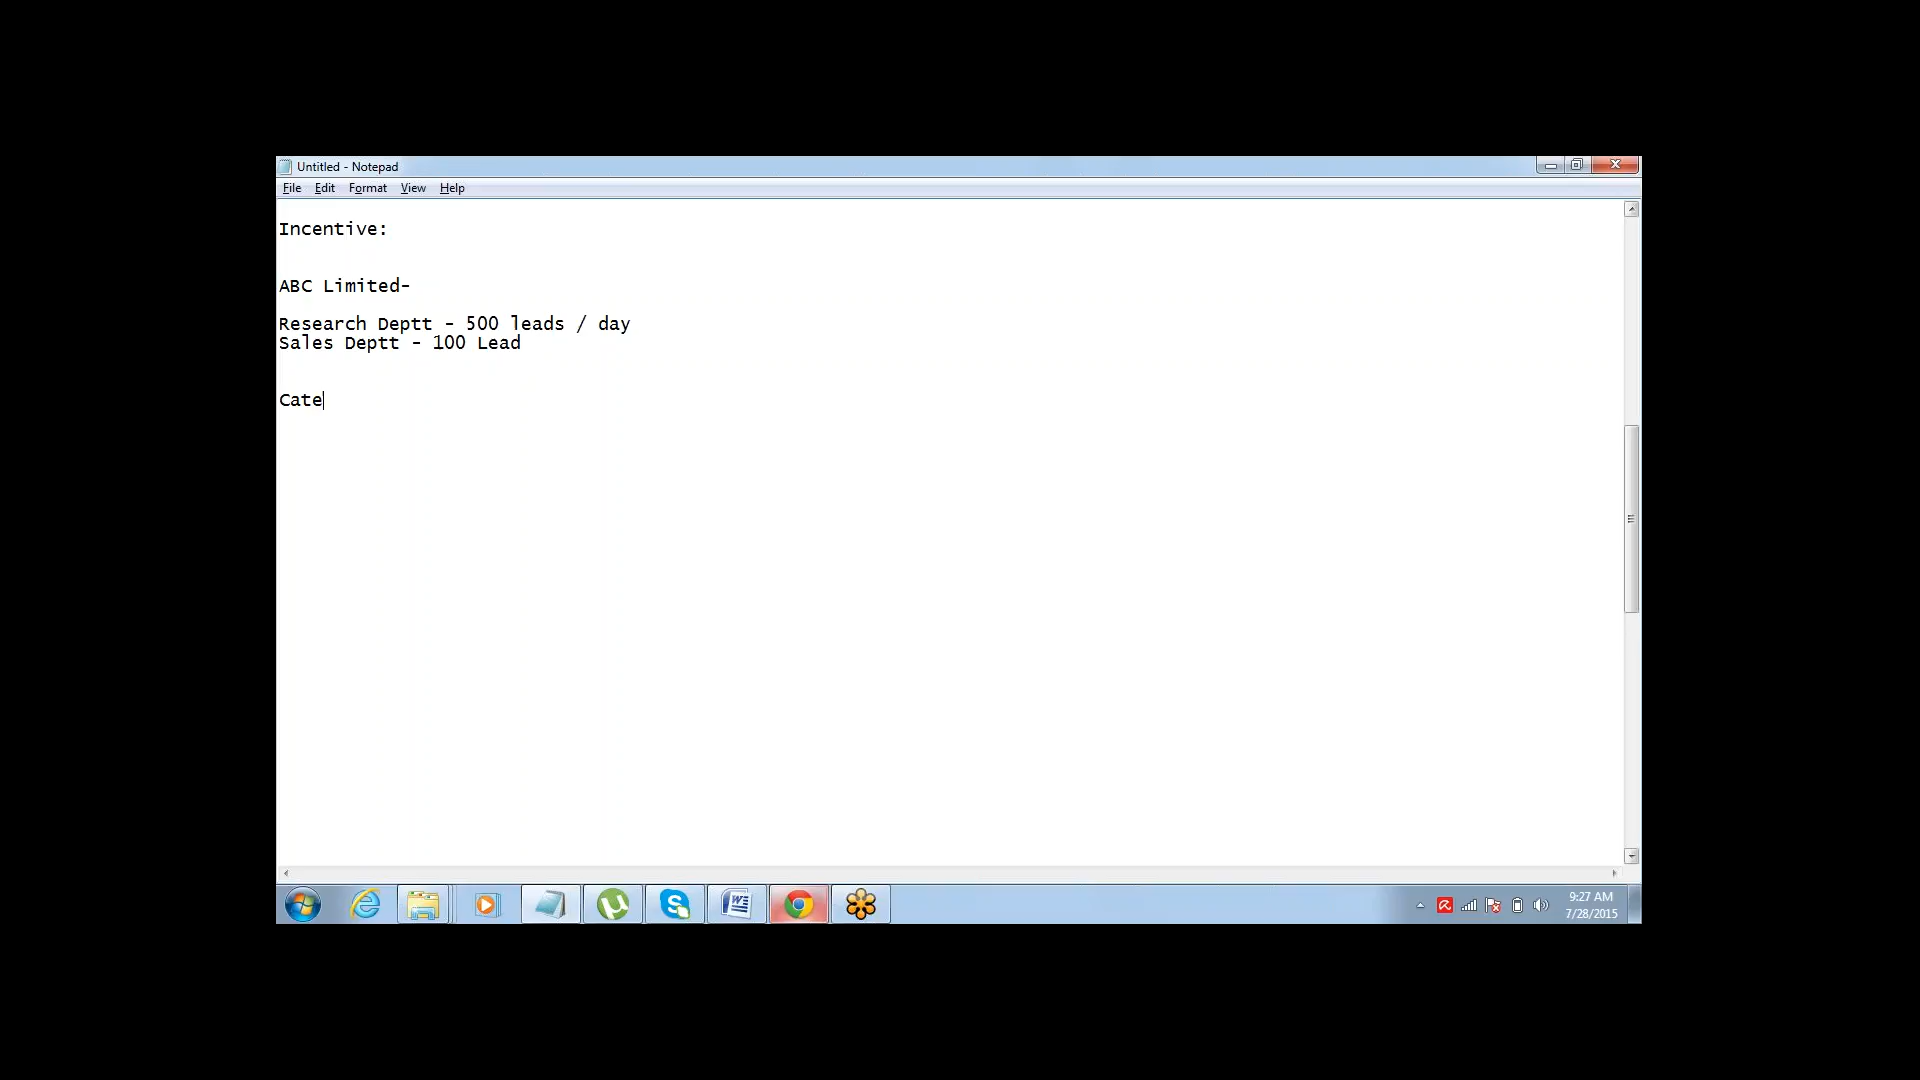 Untitled - Notepad
File Edit Format View Help
Incentive:
ABC Limited-
Research Deptt - 500 leads / day
Sales Deptt - 100 Lead
Cate
9:27 AM
7/28/2015